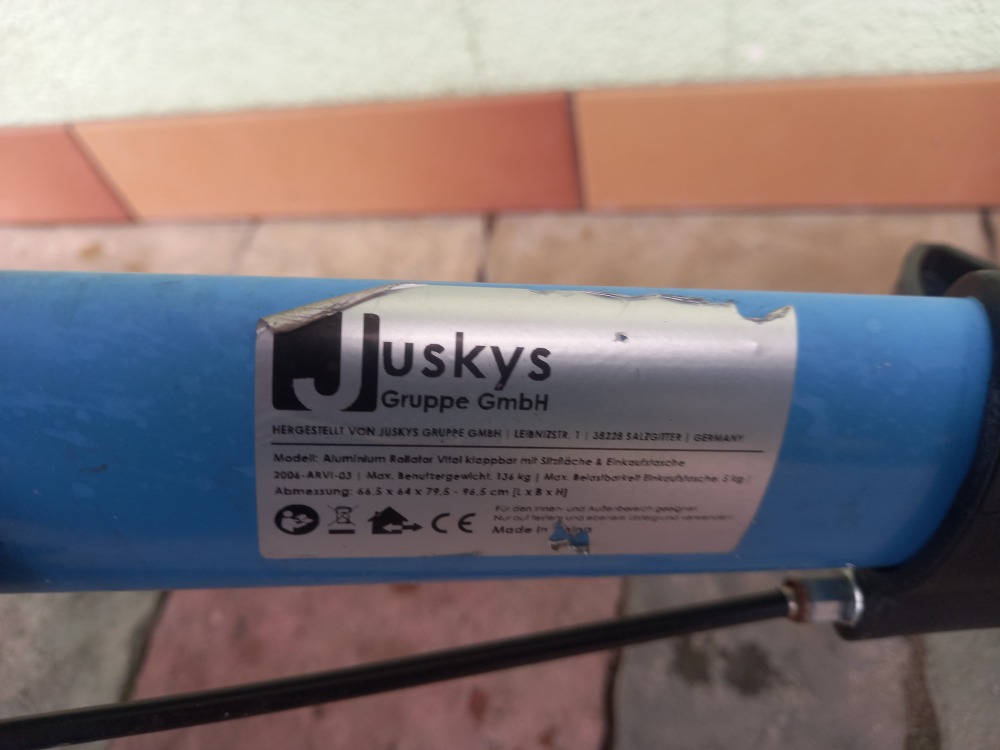 Juskys
Gruppe GmbH
HERGESTELLT VON JUSKYS GRUPPE GMBH | LEIBNIZSTR. 1 | 38228 SALZGITTER | GERMANY
Modell: Aluminium Rollator Vital klappbar mit Sitzfläche & Einkaufstasche
2006-ARVI-03 | Max. Benutzergewicht: 136 kg | Max. Belastbarkeit Einkaufstasche: 5 kg |
Abmessung: 66,5 x 64 x 79,5 - 96,5 cm [L x B x H]
Für den Innen- und Außenbereich geeignet
Nur auf festem und ebenem Untergrund verwenden
CE Made in China